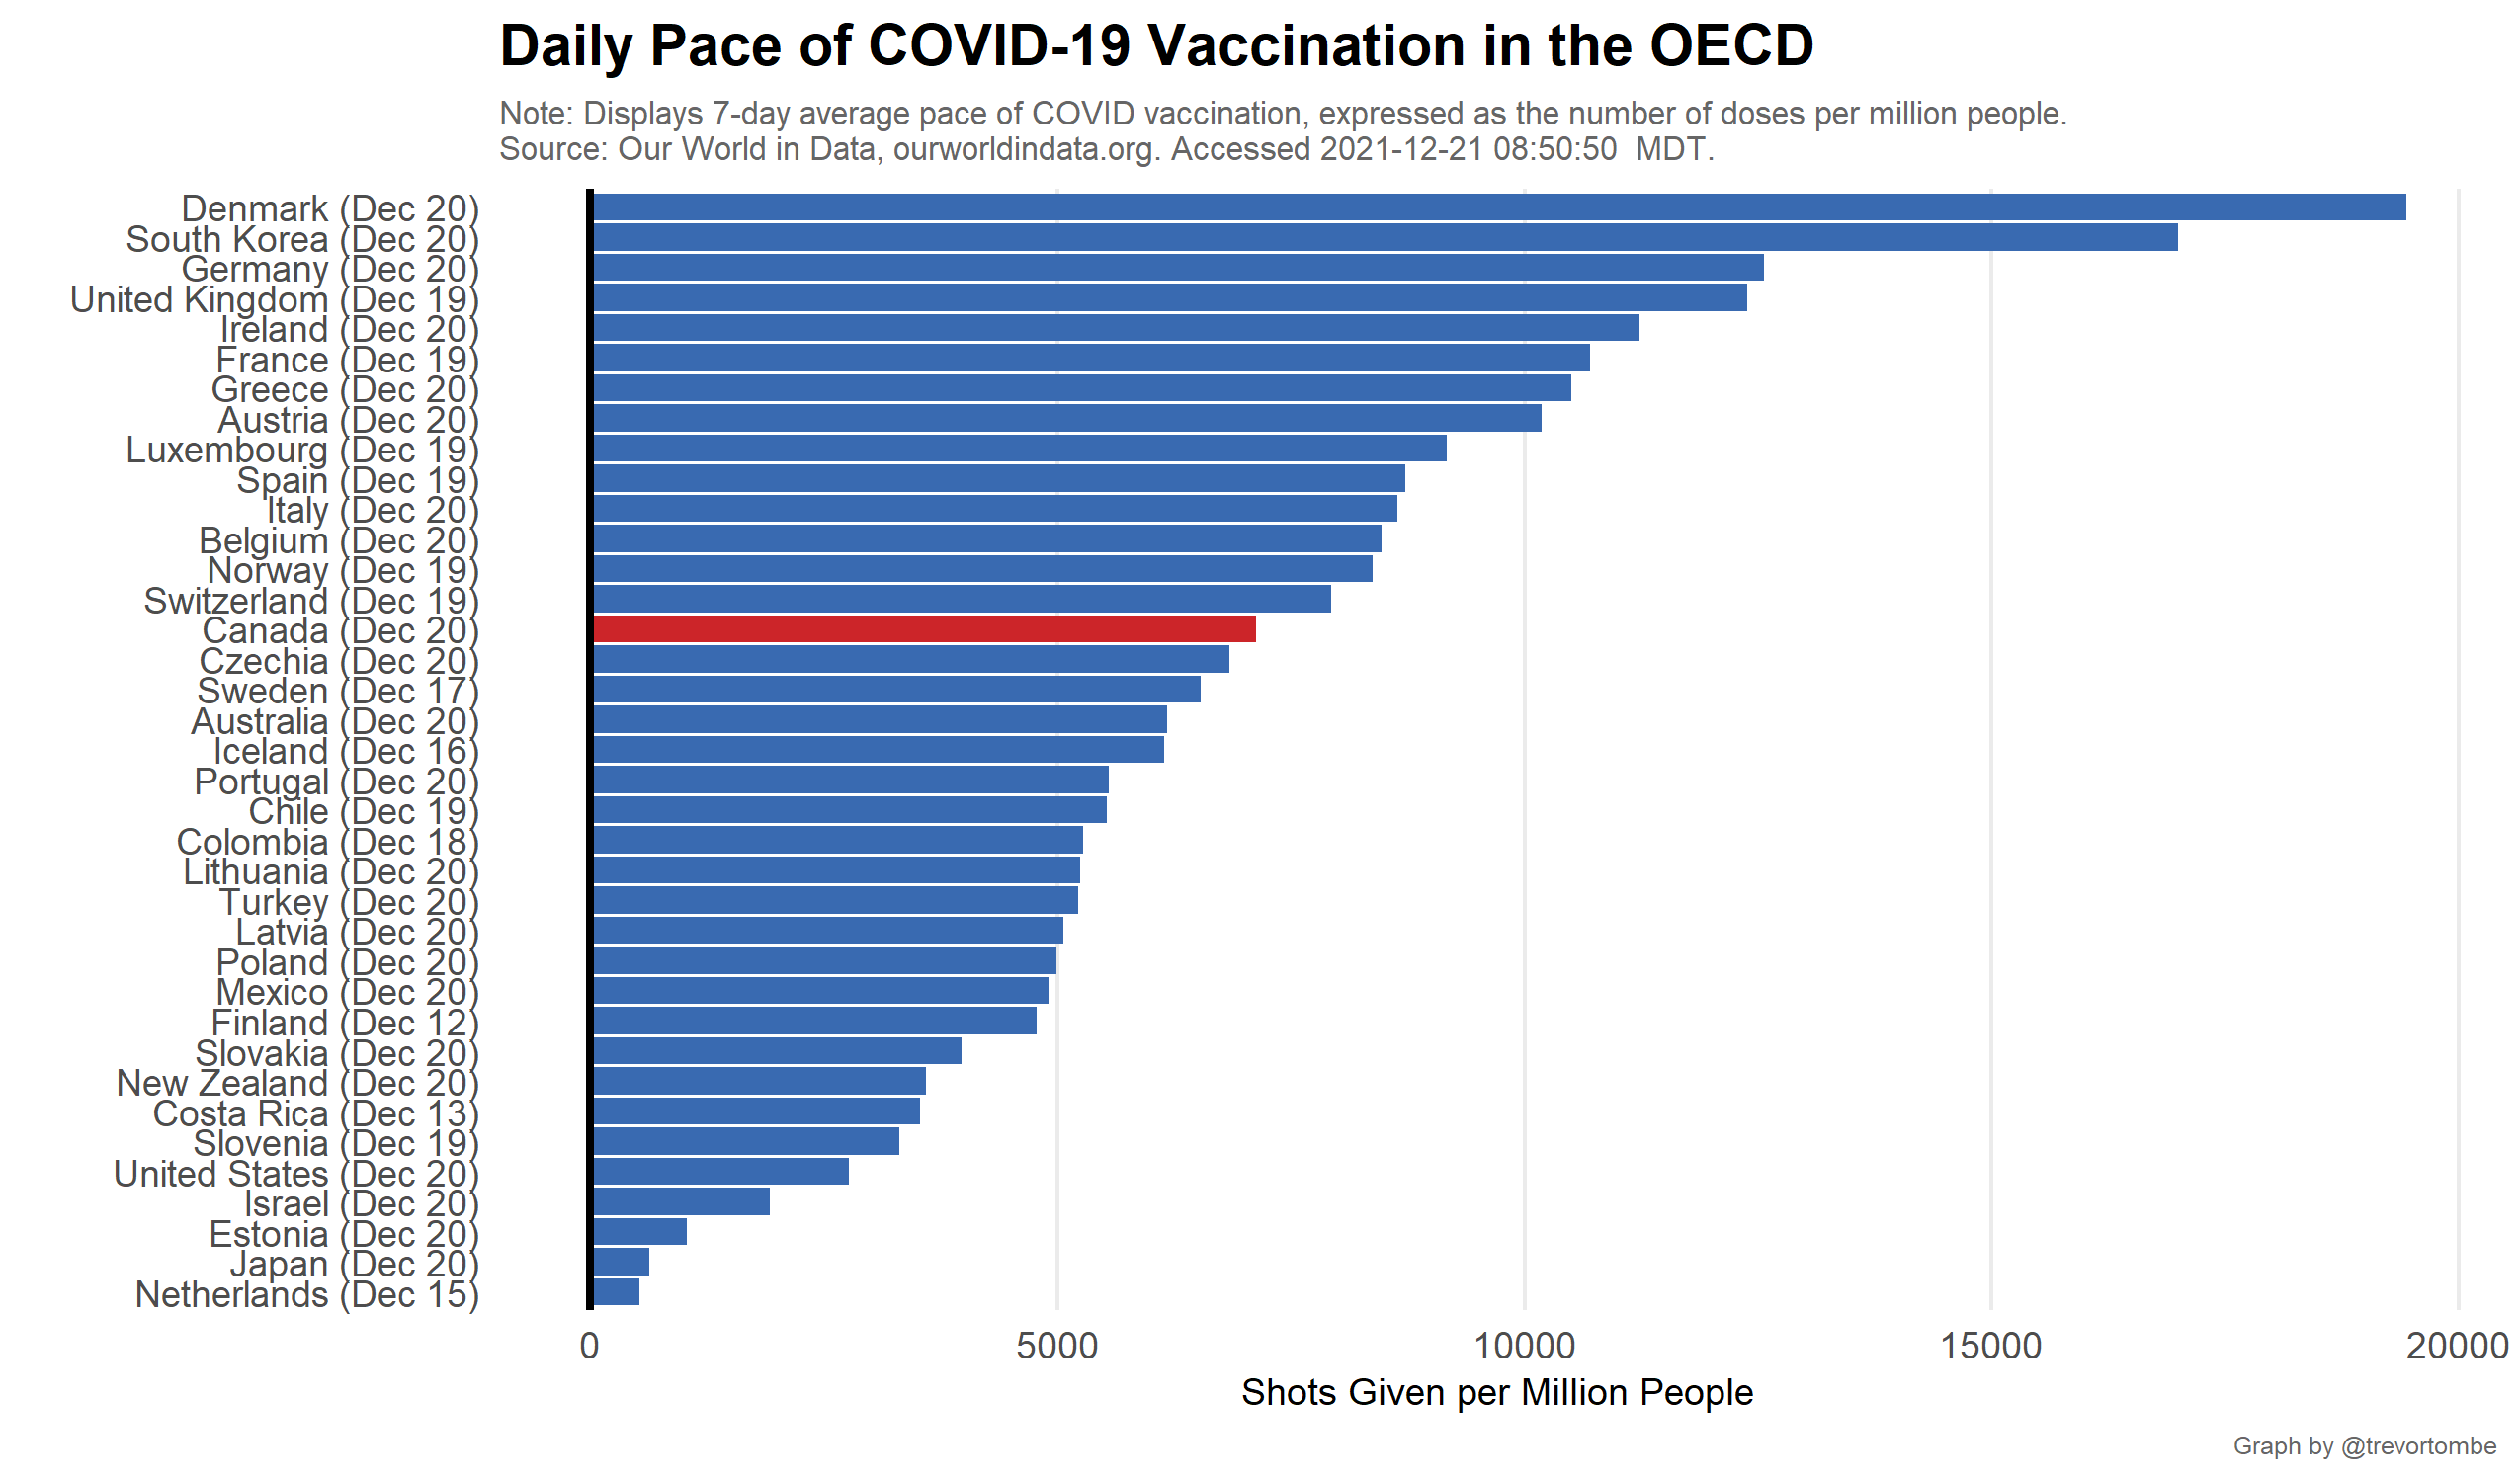 Daily Pace of COVID-19 Vaccination in the OECD
Note: Displays 7-day average pace of COVID vaccination, expressed as the number of doses per million people.
Source: Our World in Data, ourworldindata.org. Accessed 2021-12-21 08:50:50  MDT.
Denmark (Dec 20)
South Korea (Dec 20)
Germany (Dec 20)
United Kingdom (Dec 19)
Ireland (Dec 20)
France (Dec 19)
Greece (Dec 20)
Austria (Dec 20)
Luxembourg (Dec 19)
Spain (Dec 19)
Italy (Dec 20)
Belgium (Dec 20)
Norway (Dec 19)
Switzerland (Dec 19)
Canada (Dec 20)
Czechia (Dec 20)
Sweden (Dec 17)
Australia (Dec 20)
Iceland (Dec 16)
Portugal (Dec 20)
Chile (Dec 19)
Colombia (Dec 18)
Lithuania (Dec 20)
Turkey (Dec 20)
Latvia (Dec 20)
Poland (Dec 20)
Mexico (Dec 20)
Finland (Dec 12)
Slovakia (Dec 20)
New Zealand (Dec 20)
Costa Rica (Dec 13)
Slovenia (Dec 19)
United States (Dec 20)
Israel (Dec 20)
Estonia (Dec 20)
Japan (Dec 20)
Netherlands (Dec 15)
0 5000 10000 15000 20000
Shots Given per Million People
Graph by @trevortombe